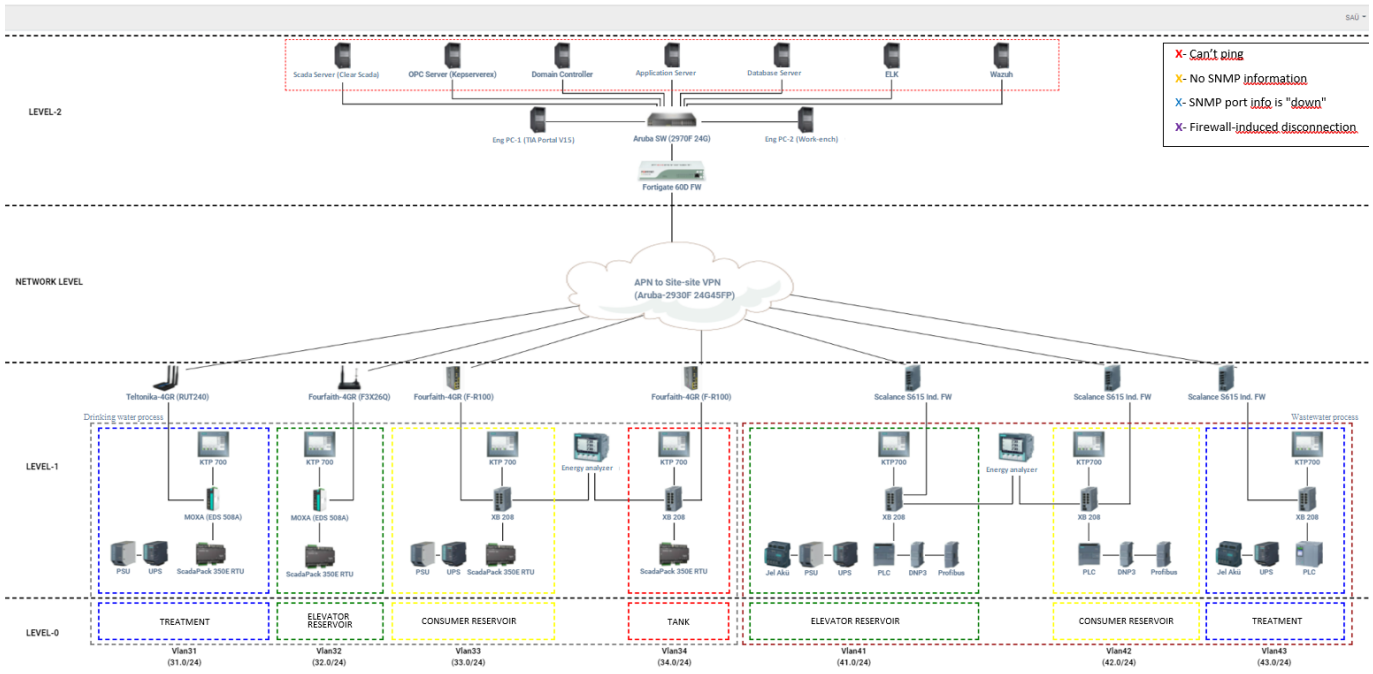 SAÜ
X- Can't ping
X- No SNMP information
X- SNMP port info is "down"
X- Firewall-induced disconnection
Scada Server (Clear Scada)
OPC Server (Kepserverex)
Domain Controller
Application Server
Database Server
ELK
Wazuh
LEVEL-2
Eng PC-1 (TIA Portal V15)
Aruba SW (2970F 24G)
Eng PC-2 (Work-ench)
Fortigate 60D FW
NETWORK LEVEL
APN to Site-site VPN
(Aruba-2930F 24G45FP)
Teltonika-4GR (RUT240)
Fourfaith-4GR (F3X26Q)
Fourfaith-4GR (F-R100)
Fourfaith-4GR (F-R100)
Scalance S615 Ind. FW
Scalance S615 Ind. FW
Scalance S615 Ind. FW
Drinking water process
Wastewater process
LEVEL-1
KTP 700
KTP 700
KTP 700
Energy analyzer
KTP 700
KTP700
Energy analyzer
KTP700
KTP700
MOXA (EDS 508A)
MOXA (EDS 508A)
XB 208
XB 208
XB 208
XB 208
XB 208
PSU
UPS
ScadaPack 350E RTU
ScadaPack 350E RTU
PSU
UPS
ScadaPack 350E RTU
ScadaPack 350E RTU
Jel Akü
PSU
UPS
PLC
DNP3
Profibus
PLC
DNP3
Profibus
Jel Akü
UPS
PLC
LEVEL-0
TREATMENT
ELEVATOR
RESERVOIR
CONSUMER RESERVOIR
TANK
ELEVATOR RESERVOIR
CONSUMER RESERVOIR
TREATMENT
Vlan31
(31.0/24)
Vlan32
(32.0/24)
Vlan33
(33.0/24)
Vlan34
(34.0/24)
Vlan41
(41.0/24)
Vlan42
(42.0/24)
Vlan43
(43.0/24)